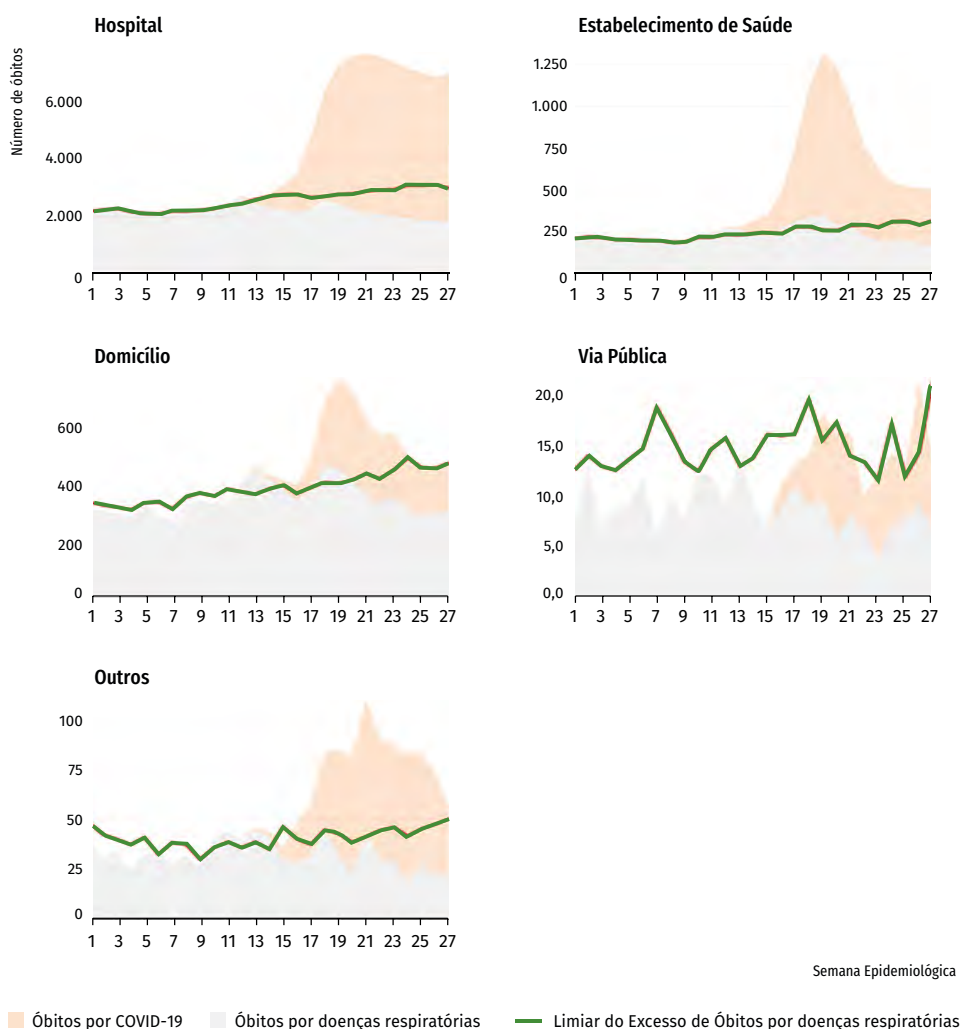 Hospital
Número de óbitos
6.000
4.000
2.000
0
1 3 5 7 9 11 13 15 17 19 21 23 25 27
Estabelecimento de Saúde
1.250
1.000
750
500
250
0
1 3 5 7 9 11 13 15 17 19 21 23 25 27
Domicílio
600
400
200
0
1 3 5 7 9 11 13 15 17 19 21 23 25 27
Via Pública
20,0
15,0
10,0
5,0
0,0
1 3 5 7 9 11 13 15 17 19 21 23 25 27
Outros
100
75
50
25
0
1 3 5 7 9 11 13 15 17 19 21 23 25 27
Semana Epidemiológica
Óbitos por COVID-19 Óbitos por doenças respiratórias Limiar do Excesso de Óbitos por doenças respiratórias